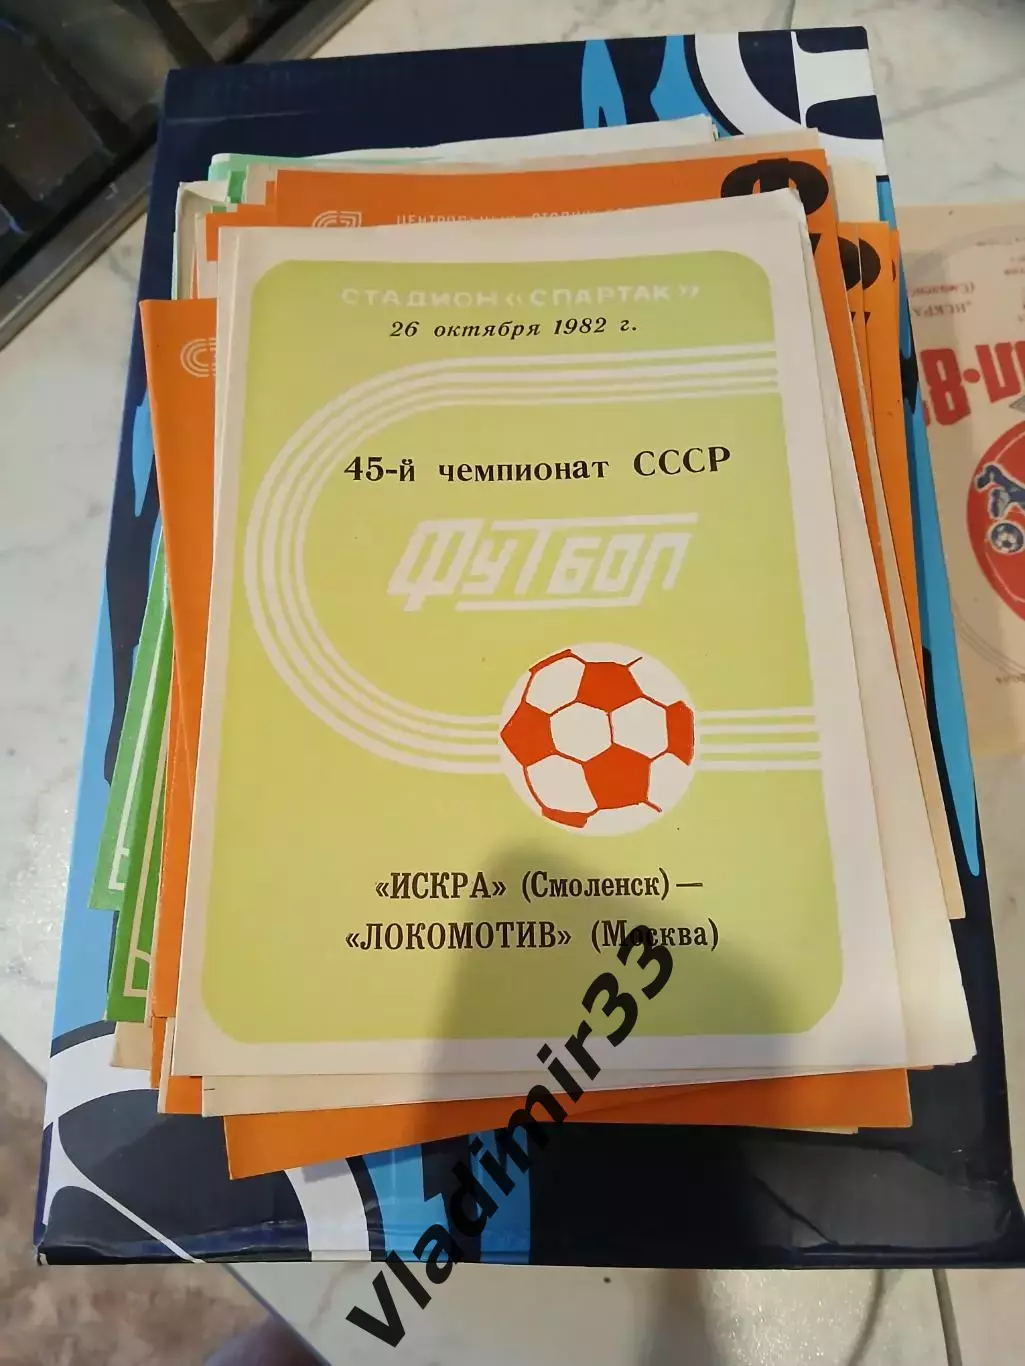 СТАДИОН «СПАРТАК»
26 октября 1982 г.
45-й чемпионат СССР
ФУТБОЛ
«ИСКРА» (Смоленск) —
«ЛОКОМОТИВ» (Москва)
vladimir33